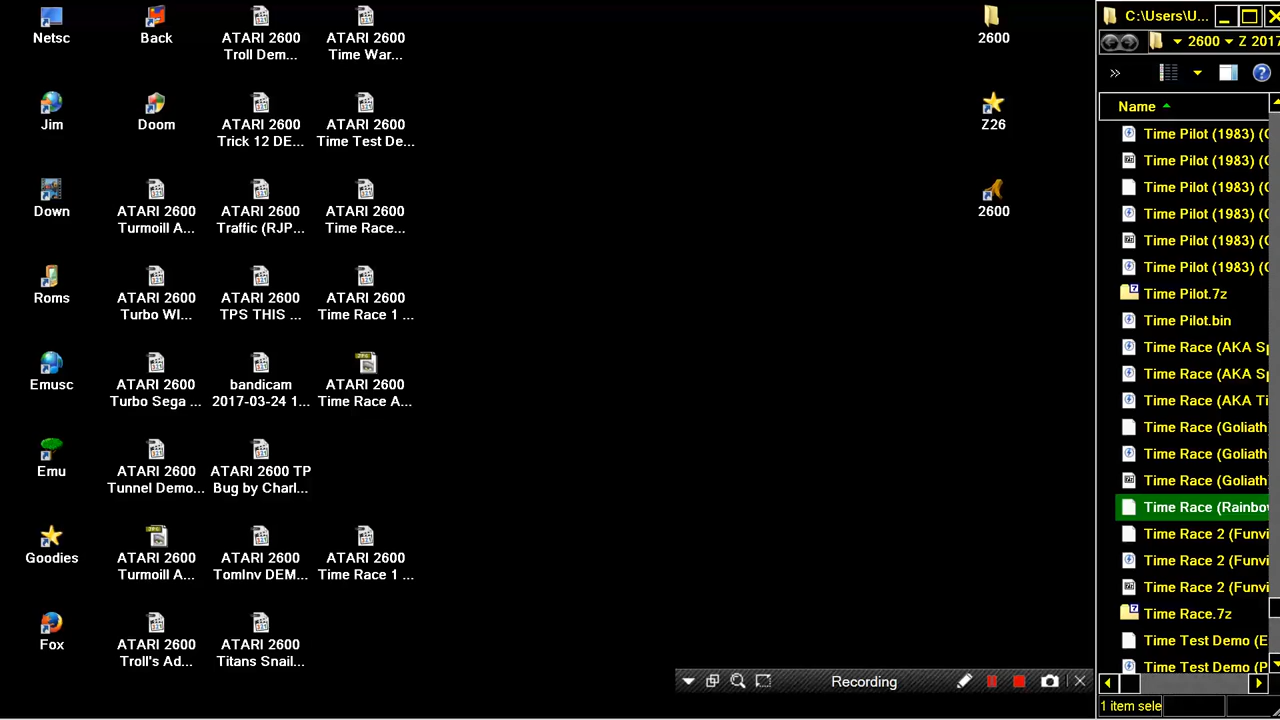 Netsc
Back
ATARI 2600
Troll Dem...
ATARI 2600
Time War...
2600
Jim
Doom
ATARI 2600
Trick 12 DE...
ATARI 2600
Time Test De...
Z26
Down
ATARI 2600
Turmoill A...
ATARI 2600
Traffic (RJP...
ATARI 2600
Time Race...
2600
Roms
ATARI 2600
Turbo WI...
ATARI 2600
TPS THIS ...
ATARI 2600
Time Race 1 ...
Emusc
ATARI 2600
Turbo Sega ...
bandicam
2017-03-24 1...
ATARI 2600
Time Race A...
Emu
ATARI 2600
Tunnel Demo...
ATARI 2600 TP
Bug by Charl...
Goodies
ATARI 2600
Turmoill A...
ATARI 2600
TomInv DEM...
ATARI 2600
Time Race 1 ...
Fox
ATARI 2600
Troll's Ad...
ATARI 2600
Titans Snail...
Recording
C:\Users\U...
2600 Z 2017
Name
Time Pilot (1983) (
Time Pilot (1983) (
Time Pilot (1983) (
Time Pilot (1983) (
Time Pilot (1983) (
Time Pilot (1983) (
Time Pilot.7z
Time Pilot.bin
Time Race (AKA Sp
Time Race (AKA Sp
Time Race (AKA Ti
Time Race (Goliath
Time Race (Goliath
Time Race (Goliath
Time Race (Rainbow
Time Race 2 (Funvi
Time Race 2 (Funvi
Time Race 2 (Funvi
Time Race.7z
Time Test Demo (E
Time Test Demo (P
1 item sele